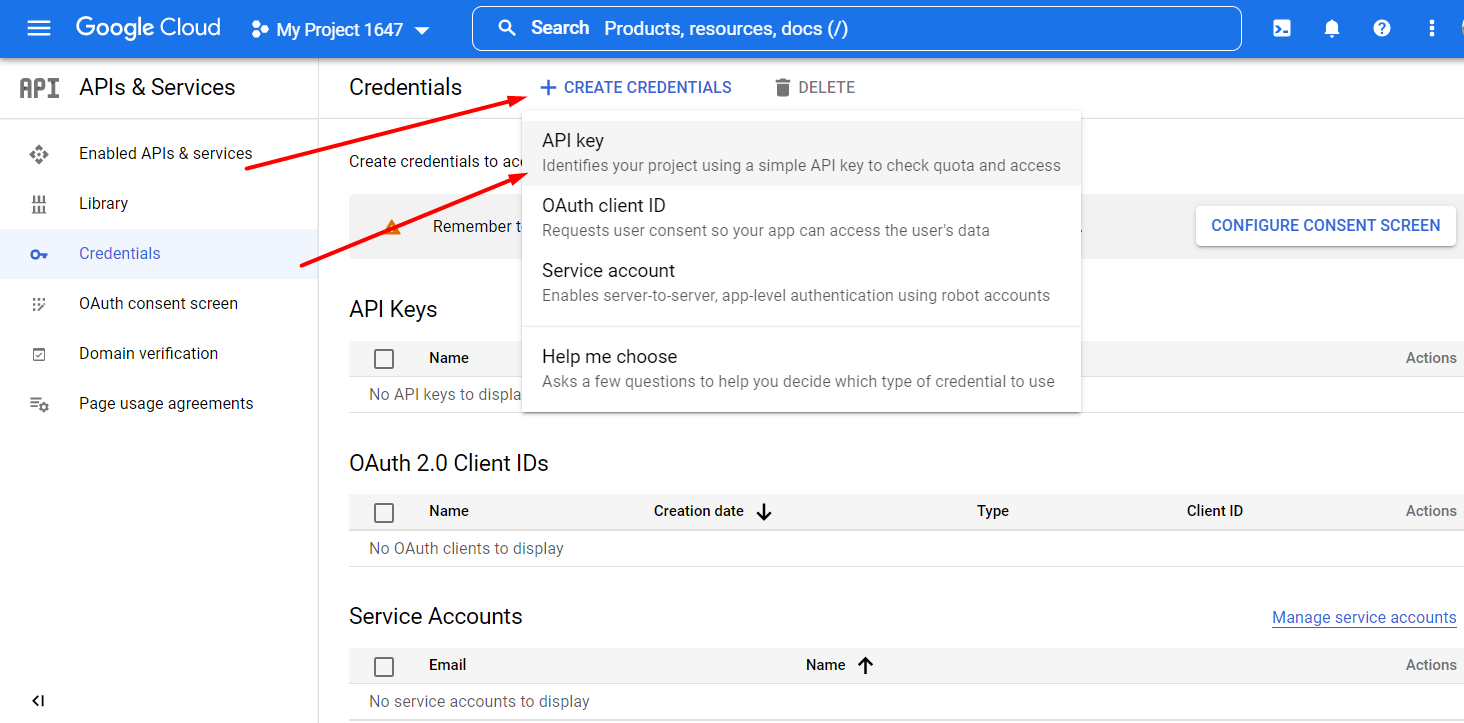 Google Cloud
My Project 1647
Search Products, resources, docs (/)
API APIs & Services
Enabled APIs & services
Library
Credentials
OAuth consent screen
Domain verification
Page usage agreements
Credentials
CREATE CREDENTIALS
DELETE
Create credentials to
API key
Identifies your project using a simple API key to check quota and access
OAuth client ID
Requests user consent so your app can access the user's data
Service account
Enables server-to-server, app-level authentication using robot accounts
Help me choose
Asks a few questions to help you decide which type of credential to use
Remember
CONFIGURE CONSENT SCREEN
API Keys
Name Actions
No API keys to
OAuth 2.0 Client IDs
Name Creation date Type Client ID Actions
No OAuth clients to display
Service Accounts
Manage service accounts
Email Name Actions
No service accounts to display